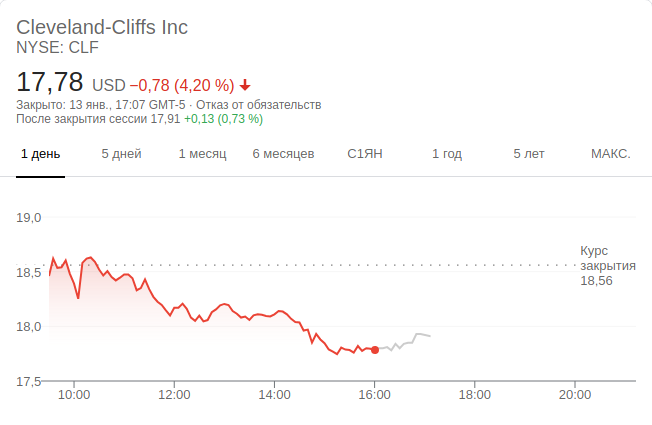 Cleveland-Cliffs Inc
NYSE: CLF
17,78 USD −0,78 (4,20 %)
Закрыто: 13 янв., 17:07 GMT-5 · Отказ от обязательств
После закрытия сессии 17,91 +0,13 (0,73 %)
1 день 5 дней 1 месяц 6 месяцев С1ЯН 1 год 5 лет МАКС.
19,0
Курс
закрытия
18,56
18,5
18,0
17,5
10:00 12:00 14:00 16:00 18:00 20:00